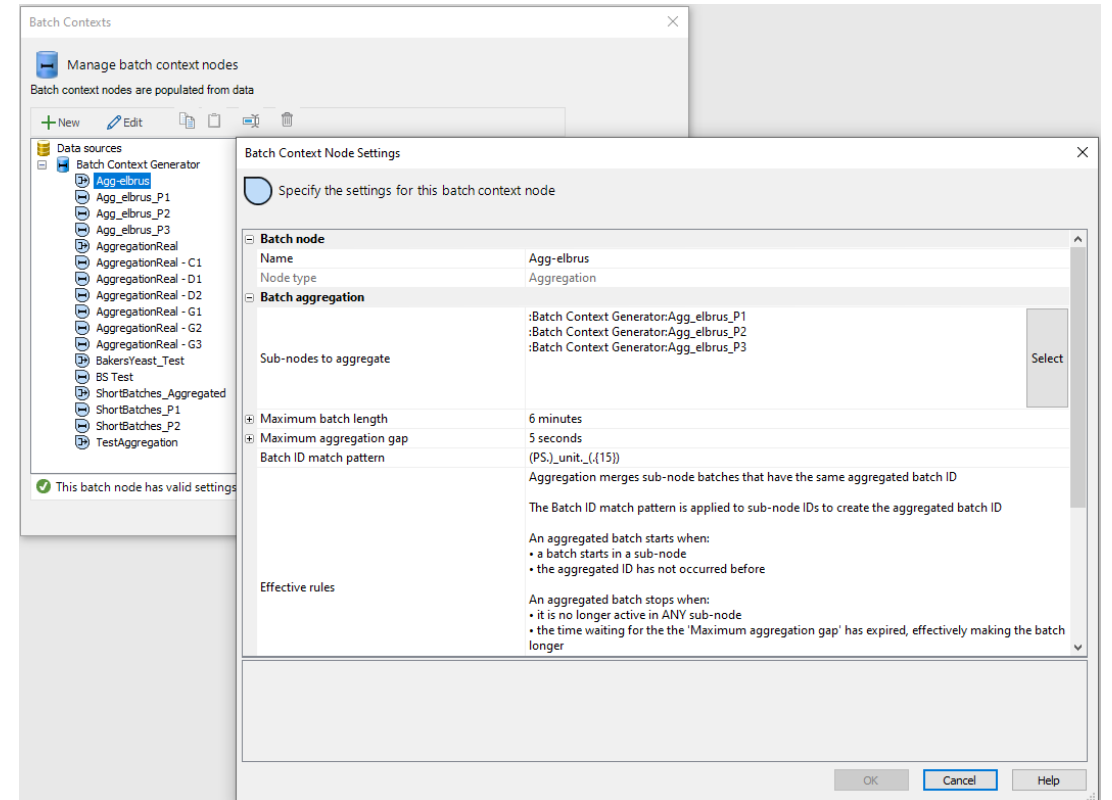 Batch Contexts
Manage batch context nodes
Batch context nodes are populated from data
New Edit
Data sources
Batch Context Generator
Agg-elbrus
Agg_elbrus_P1
Agg_elbrus_P2
Agg_elbrus_P3
AggregationReal
AggregationReal - C1
AggregationReal - D1
AggregationReal - D2
AggregationReal - G1
AggregationReal - G2
AggregationReal - G3
BakersYeast_Test
BS Test
ShortBatches_Aggregated
ShortBatches_P1
ShortBatches_P2
TestAggregation
This batch node has valid settings
Batch Context Node Settings
Specify the settings for this batch context node
Batch node
Name Agg-elbrus
Node type Aggregation
Batch aggregation
Sub-nodes to aggregate
:Batch Context Generator:Agg_elbrus_P1
:Batch Context Generator:Agg_elbrus_P2
:Batch Context Generator:Agg_elbrus_P3
Select
Maximum batch length 6 minutes
Maximum aggregation gap 5 seconds
Batch ID match pattern (PS.)_unit._(.{15})
Effective rules
Aggregation merges sub-node batches that have the same aggregated batch ID
The Batch ID match pattern is applied to sub-node IDs to create the aggregated batch ID
An aggregated batch starts when:
• a batch starts in a sub-node
• the aggregated ID has not occurred before
An aggregated batch stops when:
• it is no longer active in ANY sub-node
• the time waiting for the the 'Maximum aggregation gap' has expired, effectively making the batch
longer
OK Cancel Help